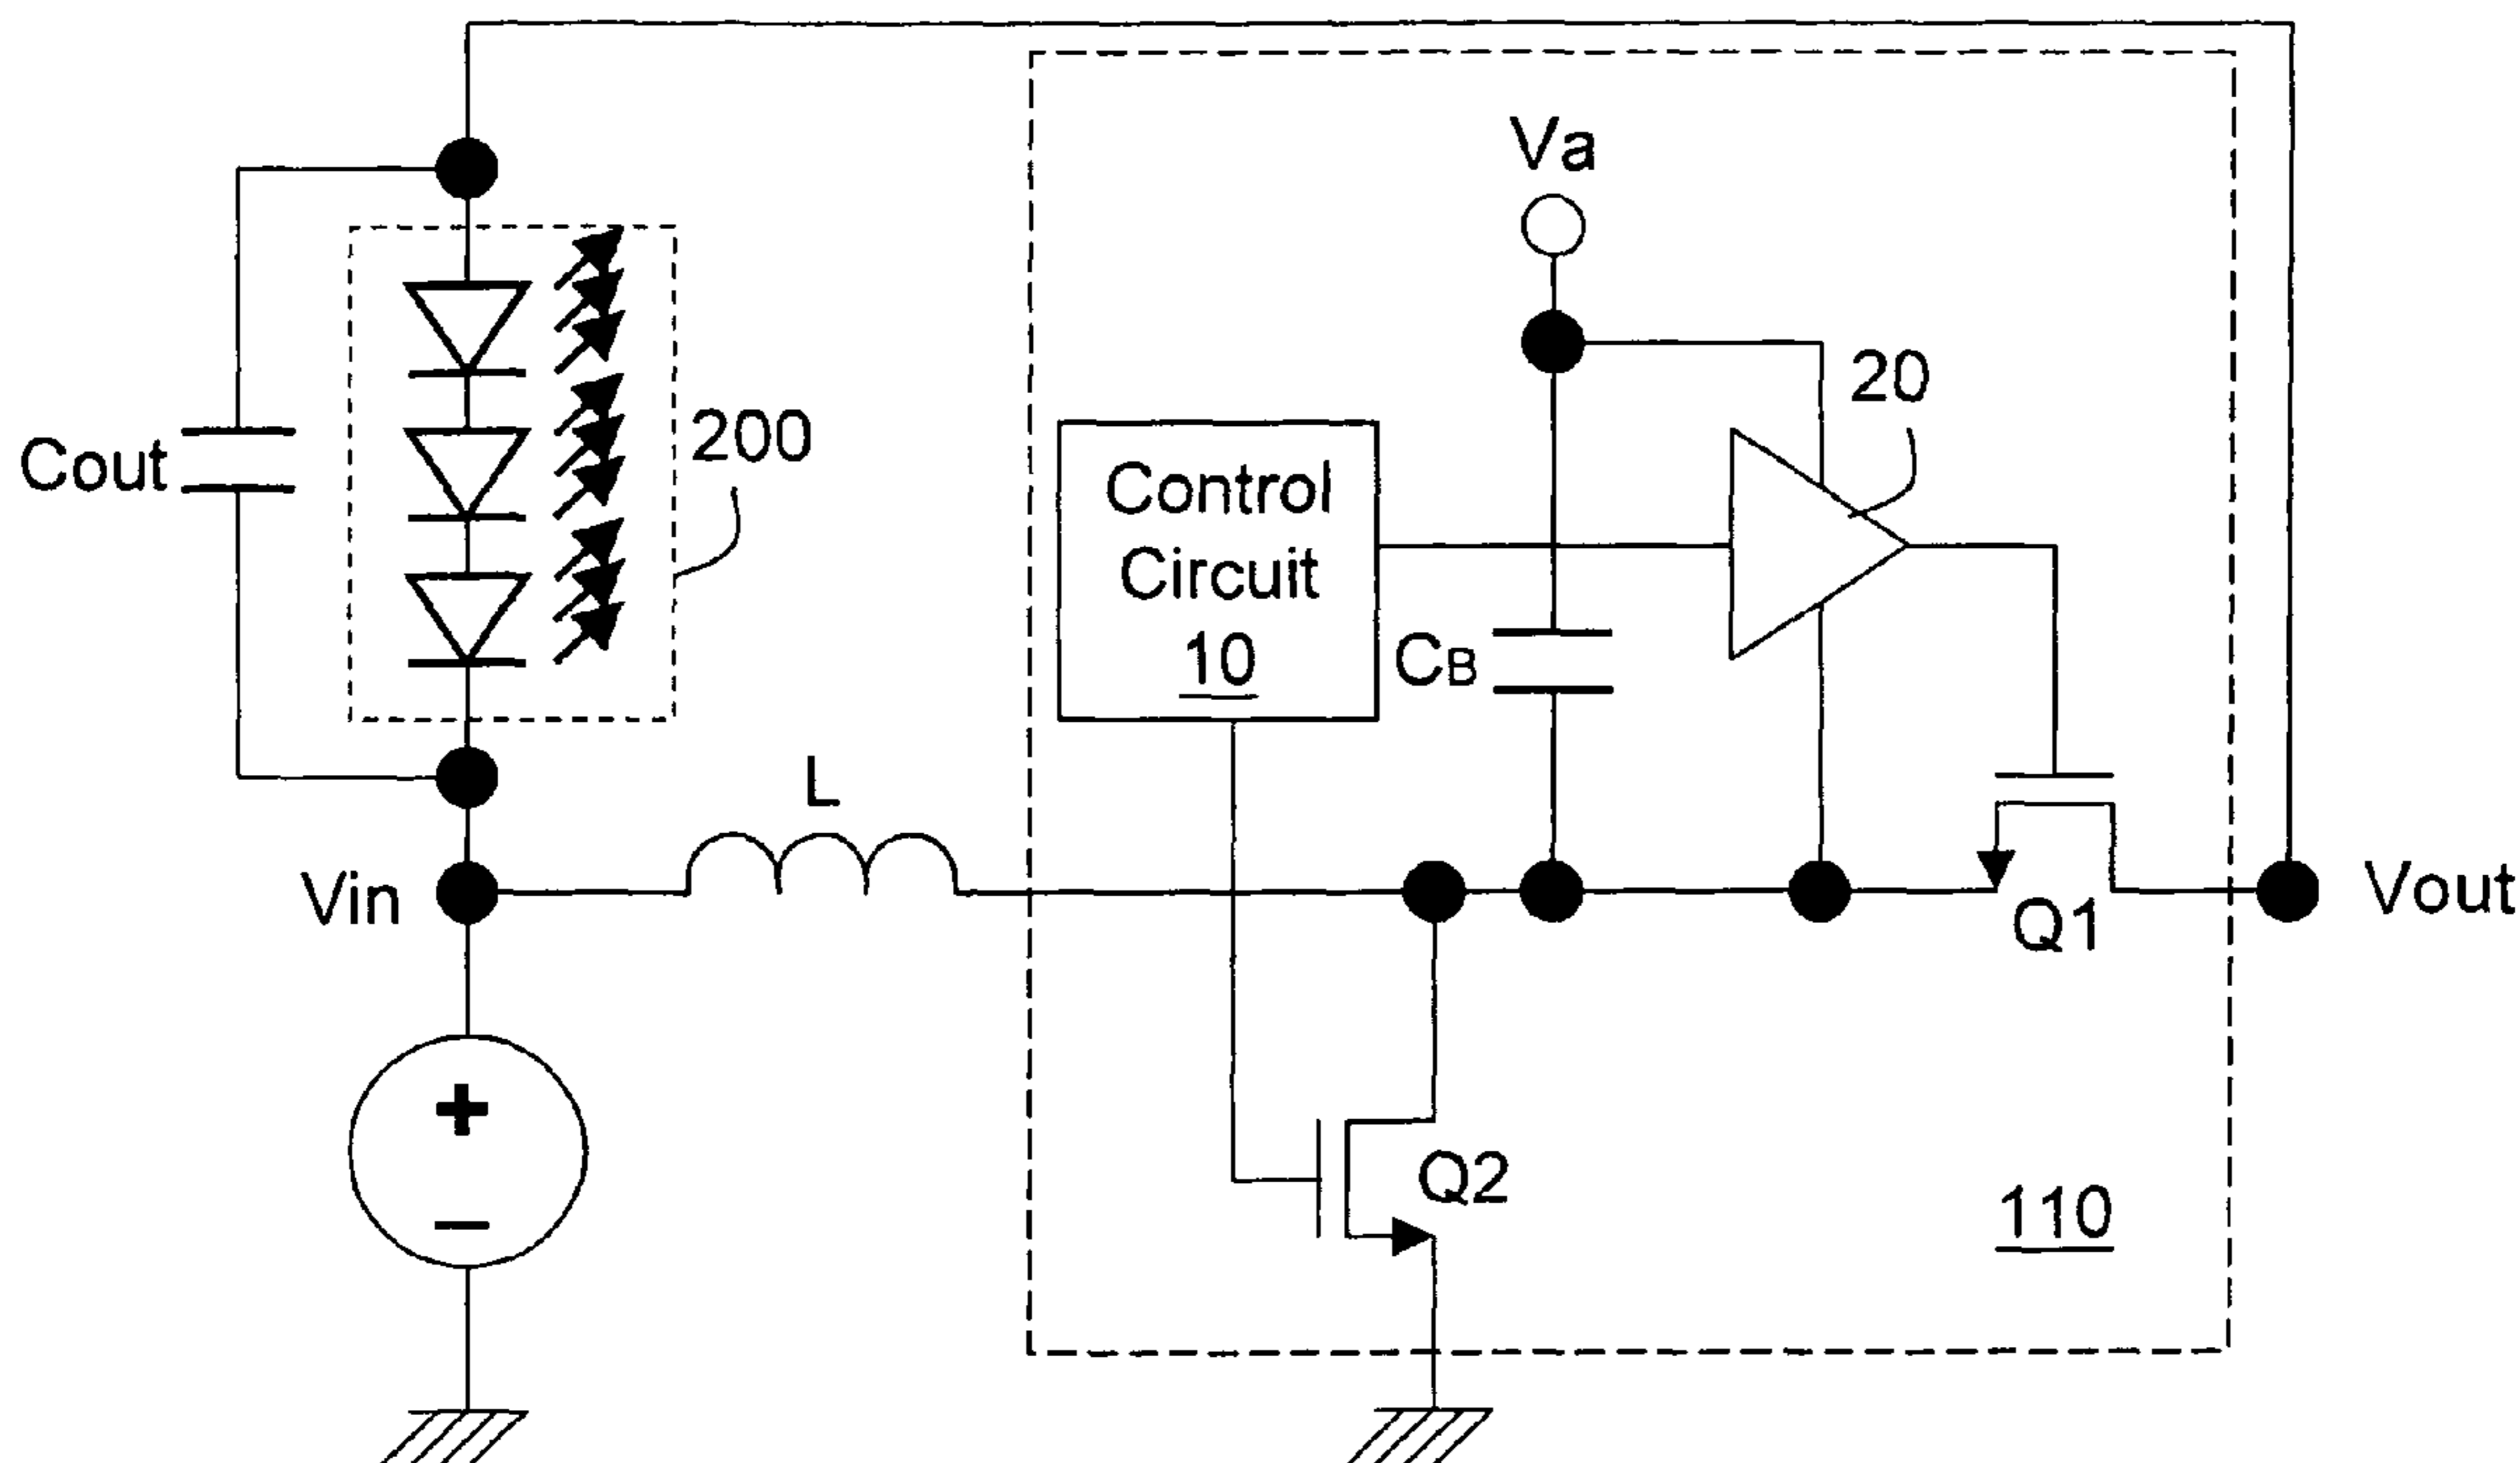 Va
20
200
Cout
Control
Circuit
10
CB
L
Vin
Vout
Q1
Q2
110
+
−